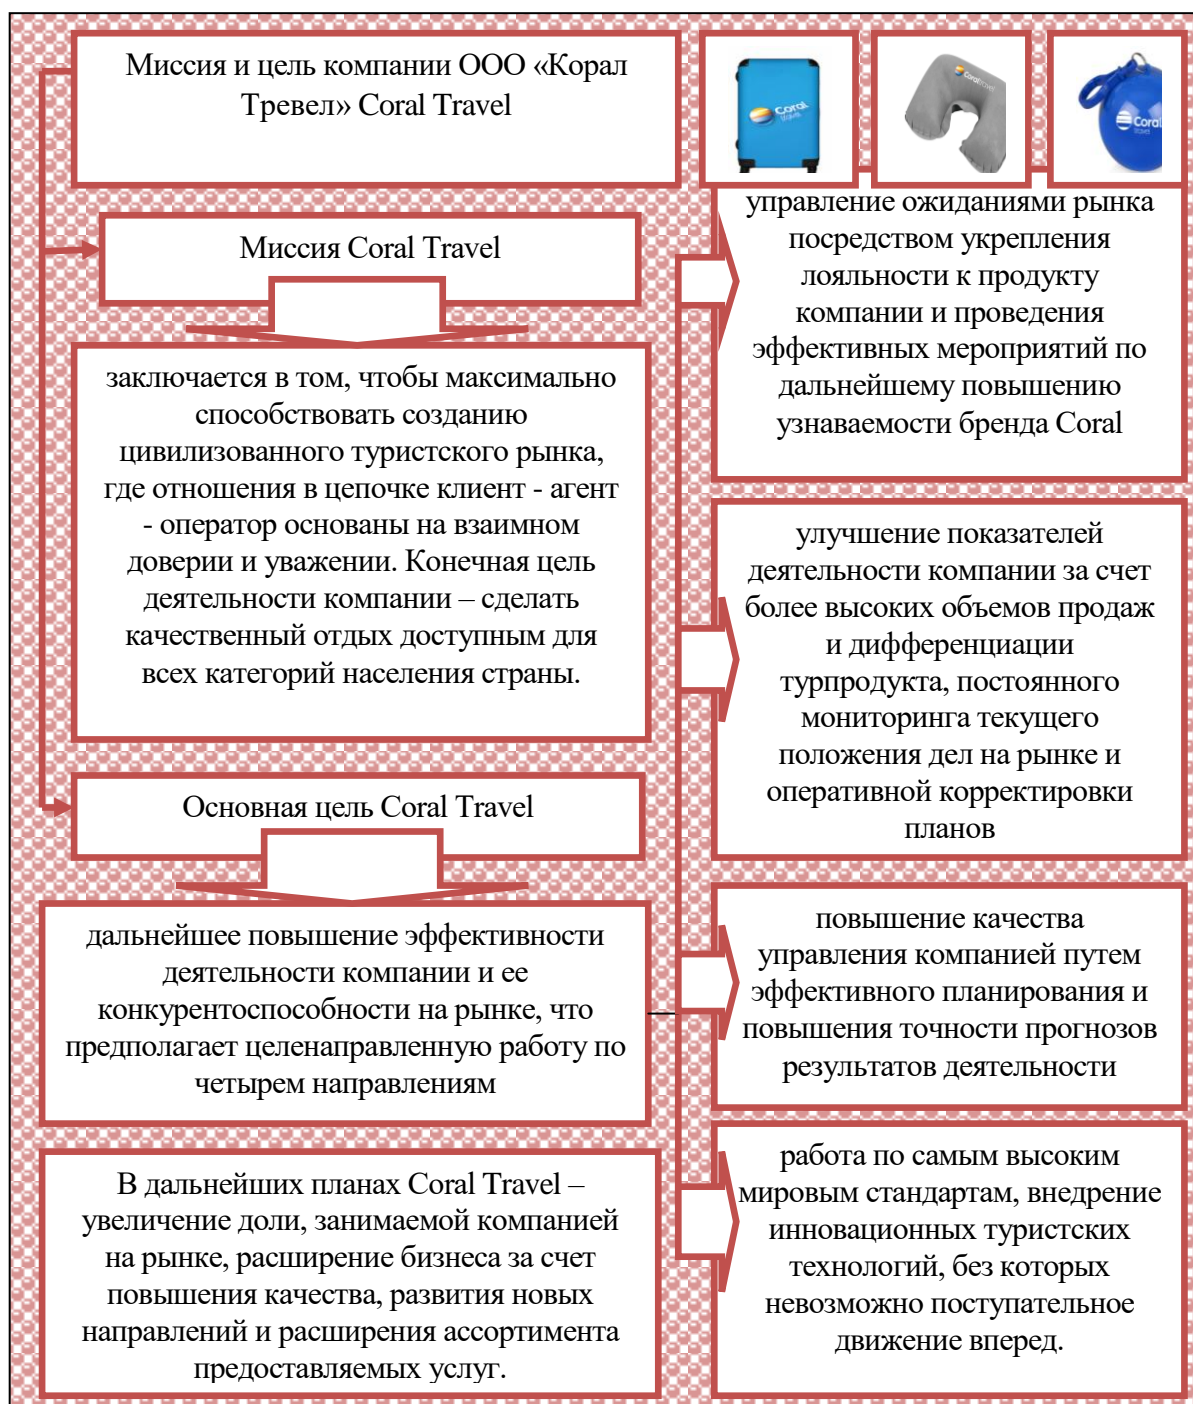 Миссия и цель компании ООО «Корал
Тревел» Coral Travel
Coral
travel
Coral travel
Coral
travel
Миссия Coral Travel
заключается в том, чтобы максимально
способствовать созданию
цивилизованного туристского рынка,
где отношения в цепочке клиент - агент
- оператор основаны на взаимном
доверии и уважении. Конечная цель
деятельности компании – сделать
качественный отдых доступным для
всех категорий населения страны.
Основная цель Coral Travel
дальнейшее повышение эффективности
деятельности компании и ее
конкурентоспособности на рынке, что
предполагает целенаправленную работу по
четырем направлениям
управление ожиданиями рынка
посредством укрепления
лояльности к продукту
компании и проведения
эффективных мероприятий по
дальнейшему повышению
узнаваемости бренда Coral
улучшение показателей
деятельности компании за счет
более высоких объемов продаж
и дифференциации
турпродукта, постоянного
мониторинга текущего
положения дел на рынке и
оперативной корректировки
планов
повышение качества
управления компанией путем
эффективного планирования и
повышения точности прогнозов
результатов деятельности
работа по самым высоким
мировым стандартам, внедрение
инновационных туристских
технологий, без которых
невозможно поступательное
движение вперед.
В дальнейших планах Coral Travel –
увеличение доли, занимаемой компанией
на рынке, расширение бизнеса за счет
повышения качества, развития новых
направлений и расширения ассортимента
предоставляемых услуг.